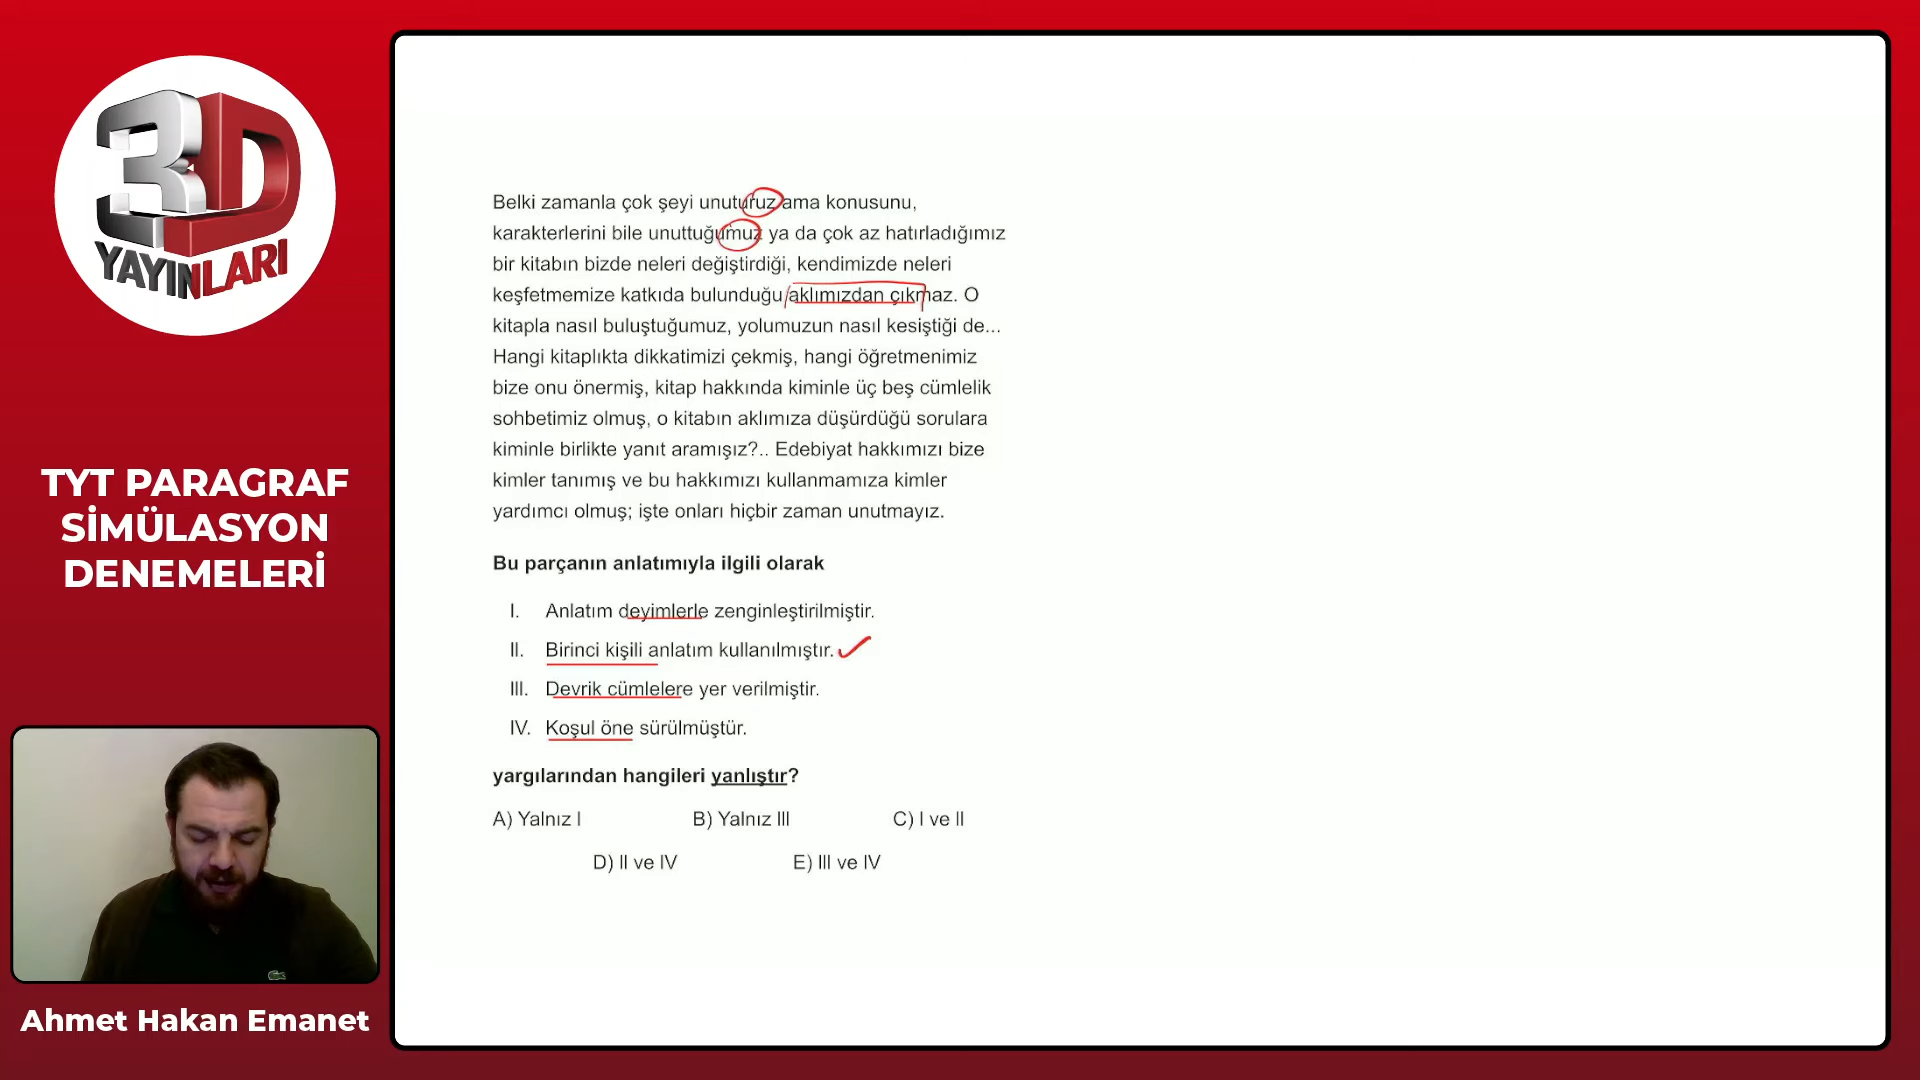 3D
YAYINLARI
TYT PARAGRAF
SİMÜLASYON
DENEMELERİ
Ahmet Hakan Emanet
Belki zamanla çok şeyi unuturuz ama konusunu,
karakterlerini bile unuttuğumuz ya da çok az hatırladığımız
bir kitabın bizde neleri değiştirdiği, kendimizde neleri
keşfetmemize katkıda bulunduğu aklımızdan çıkmaz. O
kitapla nasıl buluştuğumuz, yolumuzun nasıl kesiştiği de...
Hangi kitaplıkta dikkatimizi çekmiş, hangi öğretmenimiz
bize onu önermiş, kitap hakkında kiminle üç beş cümlelik
sohbetimiz olmuş, o kitabın aklımıza düşürdüğü sorulara
kiminle birlikte yanıt aramışız?.. Edebiyat hakkımızı bize
kimler tanımış ve bu hakkımızı kullanmamıza kimler
yardımcı olmuş; işte onları hiçbir zaman unutmayız.
Bu parçanın anlatımıyla ilgili olarak
I. Anlatım deyimlerle zenginleştirilmiştir.
II. Birinci kişili anlatım kullanılmıştır.
III. Devrik cümlelere yer verilmiştir.
IV. Koşul öne sürülmüştür.
yargılarından hangileri yanlıştır?
A) Yalnız I B) Yalnız III C) I ve II
D) II ve IV E) III ve IV